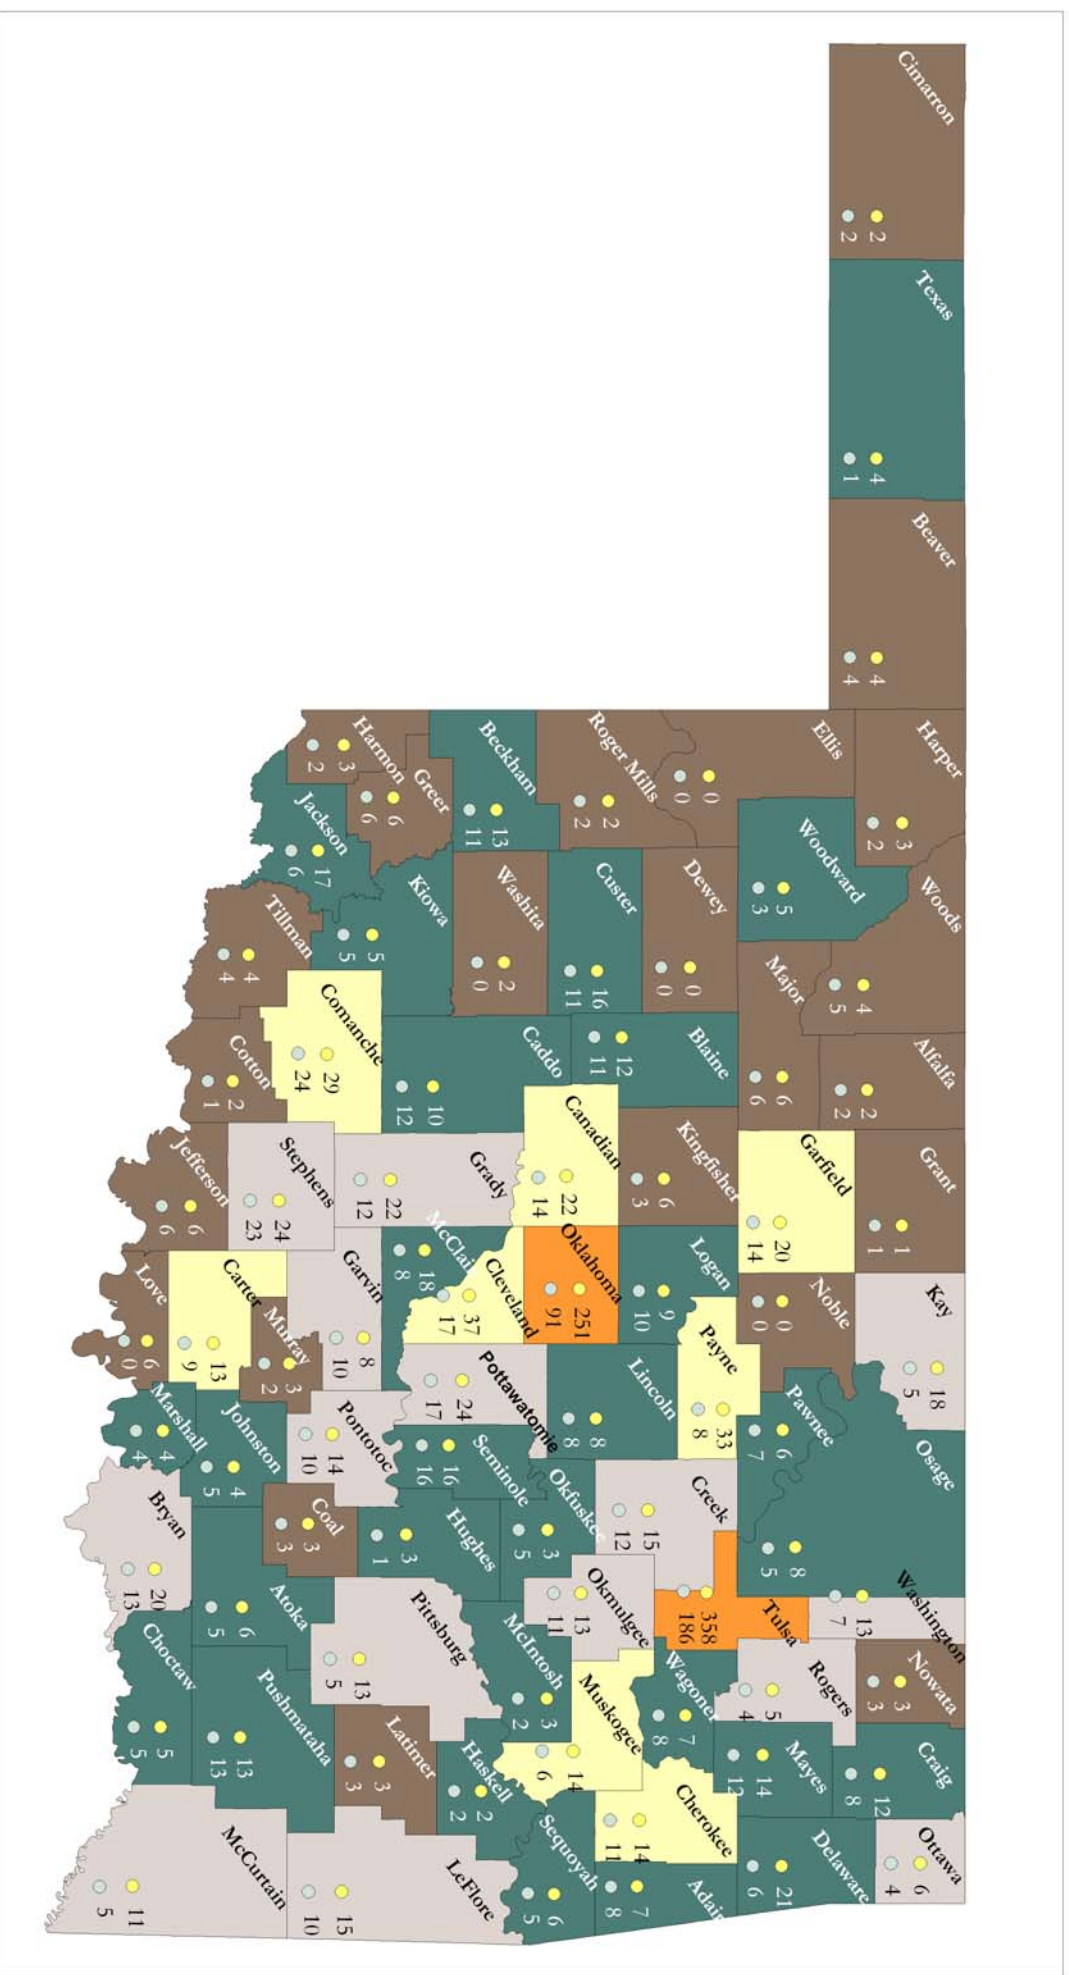 Cimarron
2
2
Texas
4
1
Beaver
4
4
Harper
3
2
Woods
4
5
Alfalfa
2
2
Grant
1
1
Kay
18
5
Osage
8
5
Washington
13
7
Nowata
3
3
Craig
12
8
Ottawa
6
4
Ellis
0
0
Woodward
5
3
Major
6
6
Garfield
20
14
Noble
0
0
Pawnee
6
7
Tulsa
358
186
Rogers
5
4
Mayes
14
12
Delaware
21
6
Roger Mills
2
2
Dewey
0
0
Blaine
12
11
Kingfisher
6
3
Logan
9
10
Payne
33
8
Creek
15
12
Wagoner
7
8
Cherokee
14
11
Adair
7
8
Beckham
13
11
Custer
16
11
Washita
2
0
Caddo
10
12
Canadian
22
14
Oklahoma
251
91
Lincoln
8
8
Okfuskee
3
5
Okmulgee
13
11
Muskogee
14
6
Sequoyah
6
5
Harmon
3
2
Greer
6
6
Kiowa
5
5
Grady
22
12
McClai
18
8
Cleveland
37
17
Pottawatomie
24
17
Seminole
16
16
Hughes
3
1
McIntosh
3
2
Haskell
2
2
Jackson
17
6
Tillman
4
4
Comanche
29
24
Stephens
24
23
Garvin
8
10
Pontotoc
14
10
Coal
3
3
Pittsburg
13
5
Latimer
3
3
LeFlore
15
10
Cotton
2
1
Jefferson
6
6
Carter
13
9
Murray
3
2
Johnston
4
5
Atoka
6
5
Pushmataha
13
13
McCurtain
11
5
Love
6
0
Marshall
4
4
Bryan
20
13
Choctaw
5
5